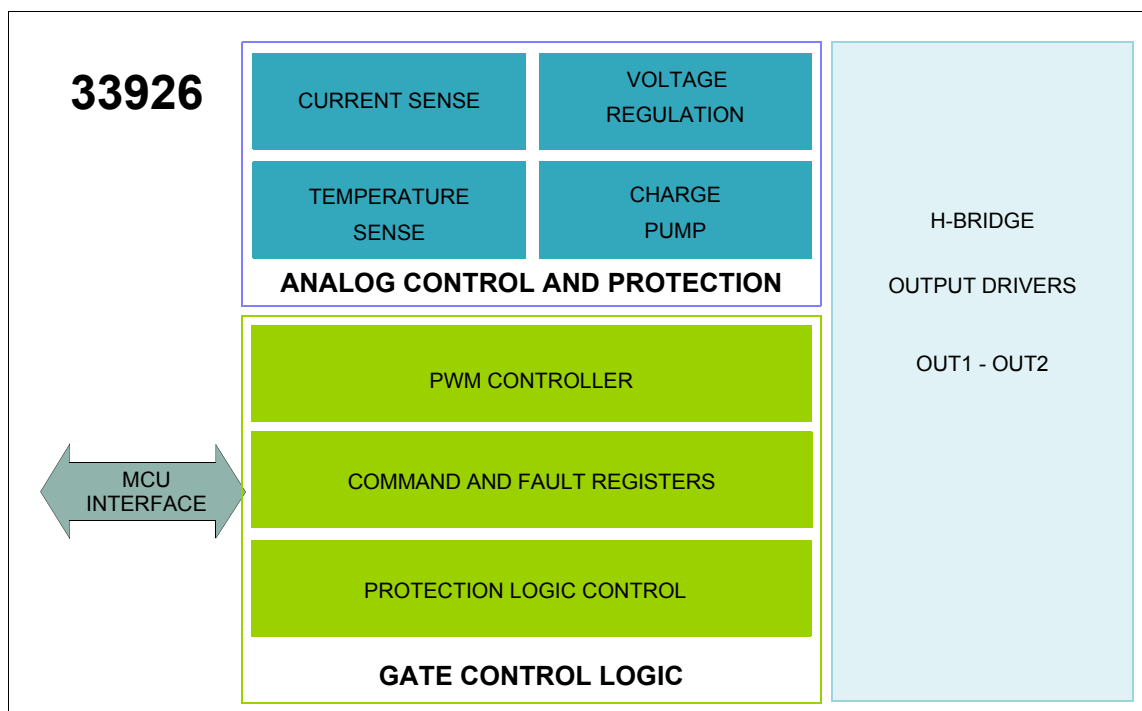 33926
CURRENT SENSE
VOLTAGE
REGULATION
TEMPERATURE
SENSE
CHARGE
PUMP
ANALOG CONTROL AND PROTECTION
H-BRIDGE
OUTPUT DRIVERS
OUT1 - OUT2
PWM CONTROLLER
MCU
INTERFACE
COMMAND AND FAULT REGISTERS
PROTECTION LOGIC CONTROL
GATE CONTROL LOGIC